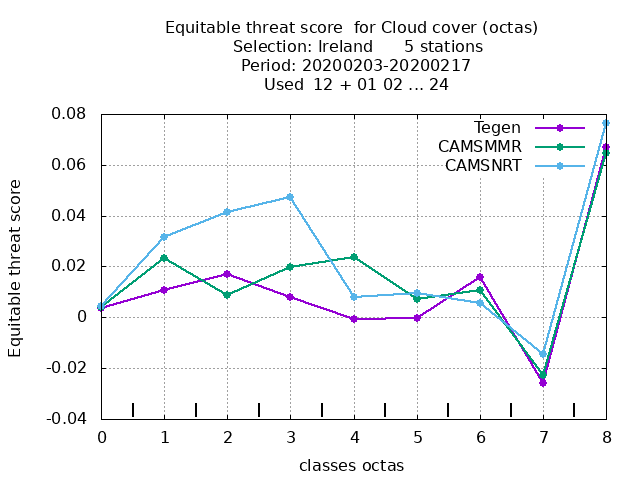 Equitable threat score  for Cloud cover (octas)
Selection: Ireland      5 stations
Period: 20200203-20200217
Used  12 + 01 02 ... 24
Tegen
CAMSMMR
CAMSNRT
Equitable threat score
0.08
0.06
0.04
0.02
0
-0.02
-0.04
0 1 2 3 4 5 6 7 8
classes octas